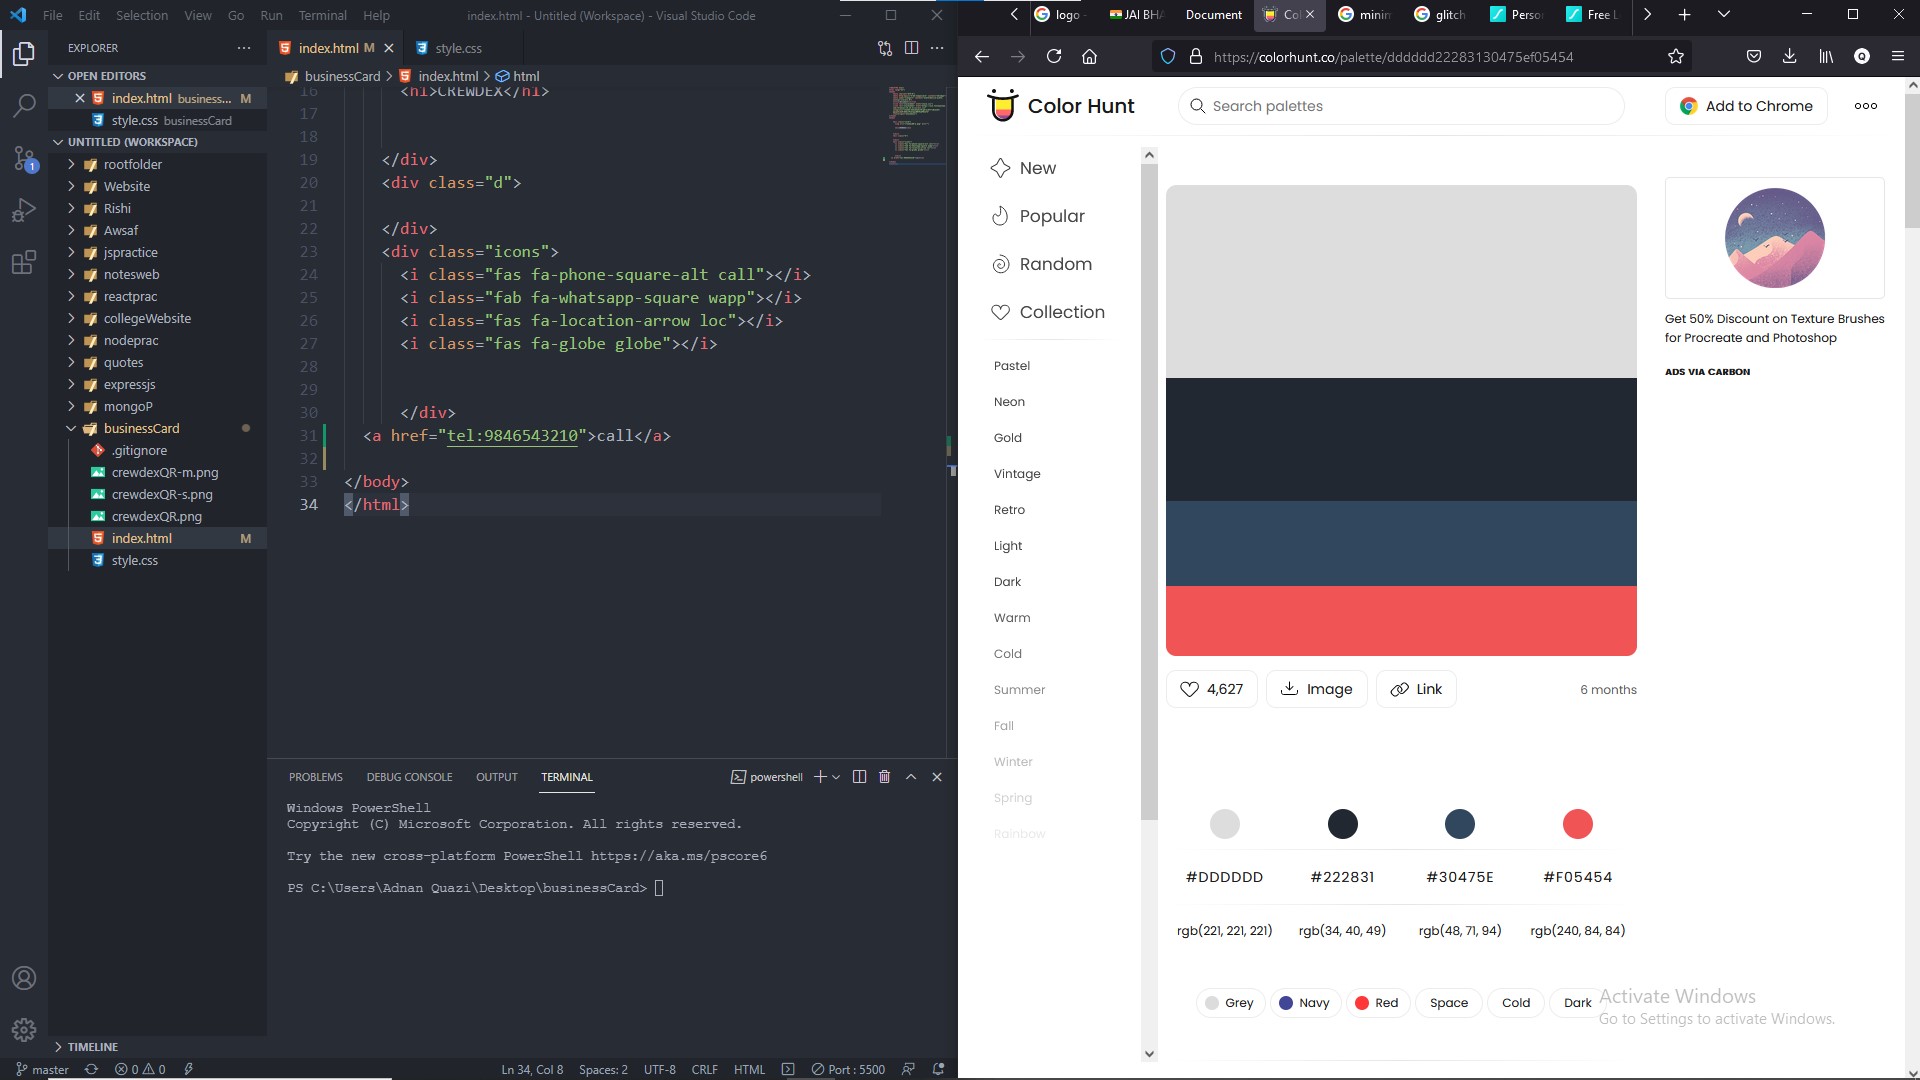 File Edit Selection View Go Run Terminal Help
index.html - Untitled (Workspace) - Visual Studio Code
EXPLORER
OPEN EDITORS
index.html business... M
style.css businessCard
UNTITLED (WORKSPACE)
rootfolder
Website
Rishi
Awsaf
jspractice
notesweb
reactprac
collegeWebsite
nodeprac
quotes
expressjs
mongoP
businessCard
.gitignore
crewdexQR-m.png
crewdexQR-s.png
crewdexQR.png
index.html M
style.css
TIMELINE
index.html M
style.css
businessCard > index.html > html
16 <h1>CREWDEX</h1>
17
18
19 </div>
20 <div class="d">
21
22 </div>
23 <div class="icons">
24 <i class="fas fa-phone-square-alt call"></i>
25 <i class="fab fa-whatsapp-square wapp"></i>
26 <i class="fas fa-location-arrow loc"></i>
27 <i class="fas fa-globe globe"></i>
28
29
30 </div>
31 <a href="tel:9846543210">call</a>
32
33 </body>
34 </html>
PROBLEMS DEBUG CONSOLE OUTPUT TERMINAL
powershell
Windows PowerShell
Copyright (C) Microsoft Corporation. All rights reserved.
Try the new cross-platform PowerShell https://aka.ms/pscore6
PS C:\Users\Adnan Quazi\Desktop\businessCard>
1
master
0 0
Ln 34, Col 8 Spaces: 2 UTF-8 CRLF HTML Port : 5500
logo - JAI BHA Document Col minim glitch Person Free L
https://colorhunt.co/palette/dddddd22283130475ef05454
Color Hunt
Search palettes
Add to Chrome
New
Popular
Random
Collection
Pastel
Neon
Gold
Vintage
Retro
Light
Dark
Warm
Cold
Summer
Fall
Winter
Spring
Rainbow
4,627
Image
Link
6 months
#DDDDDD #222831 #30475E #F05454
rgb(221, 221, 221) rgb(34, 40, 49) rgb(48, 71, 94) rgb(240, 84, 84)
Grey Navy Red Space Cold Dark
Get 50% Discount on Texture Brushes
for Procreate and Photoshop
ADS VIA CARBON
Activate Windows
Go to Settings to activate Windows.